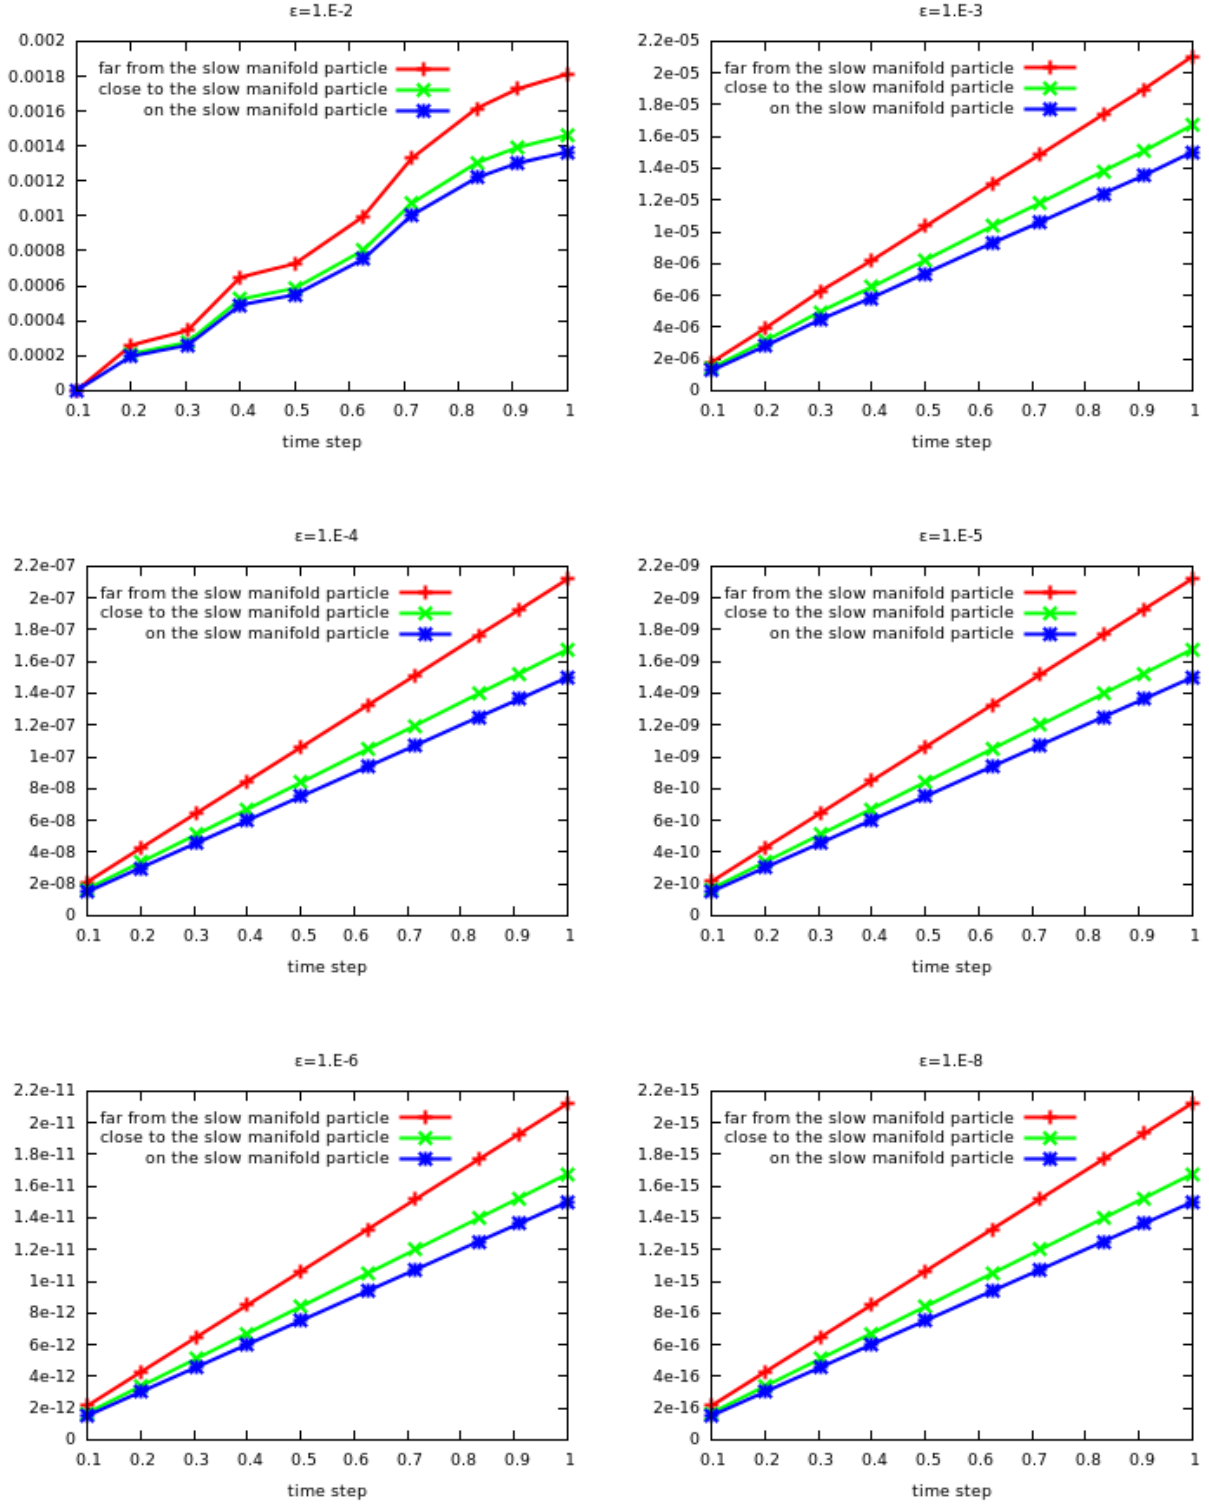 ε=1.E-2
0.002
0.0018
0.0016
0.0014
0.0012
0.001
0.0008
0.0006
0.0004
0.0002
0
far from the slow manifold particle
close to the slow manifold particle
on the slow manifold particle
0.1 0.2 0.3 0.4 0.5 0.6 0.7 0.8 0.9 1
time step
ε=1.E-3
2.2e-05
2e-05
1.8e-05
1.6e-05
1.4e-05
1.2e-05
1e-05
8e-06
6e-06
4e-06
2e-06
0
far from the slow manifold particle
close to the slow manifold particle
on the slow manifold particle
0.1 0.2 0.3 0.4 0.5 0.6 0.7 0.8 0.9 1
time step
ε=1.E-4
2.2e-07
2e-07
1.8e-07
1.6e-07
1.4e-07
1.2e-07
1e-07
8e-08
6e-08
4e-08
2e-08
0
far from the slow manifold particle
close to the slow manifold particle
on the slow manifold particle
0.1 0.2 0.3 0.4 0.5 0.6 0.7 0.8 0.9 1
time step
ε=1.E-5
2.2e-09
2e-09
1.8e-09
1.6e-09
1.4e-09
1.2e-09
1e-09
8e-10
6e-10
4e-10
2e-10
0
far from the slow manifold particle
close to the slow manifold particle
on the slow manifold particle
0.1 0.2 0.3 0.4 0.5 0.6 0.7 0.8 0.9 1
time step
ε=1.E-6
2.2e-11
2e-11
1.8e-11
1.6e-11
1.4e-11
1.2e-11
1e-11
8e-12
6e-12
4e-12
2e-12
0
far from the slow manifold particle
close to the slow manifold particle
on the slow manifold particle
0.1 0.2 0.3 0.4 0.5 0.6 0.7 0.8 0.9 1
time step
ε=1.E-8
2.2e-15
2e-15
1.8e-15
1.6e-15
1.4e-15
1.2e-15
1e-15
8e-16
6e-16
4e-16
2e-16
0
far from the slow manifold particle
close to the slow manifold particle
on the slow manifold particle
0.1 0.2 0.3 0.4 0.5 0.6 0.7 0.8 0.9 1
time step